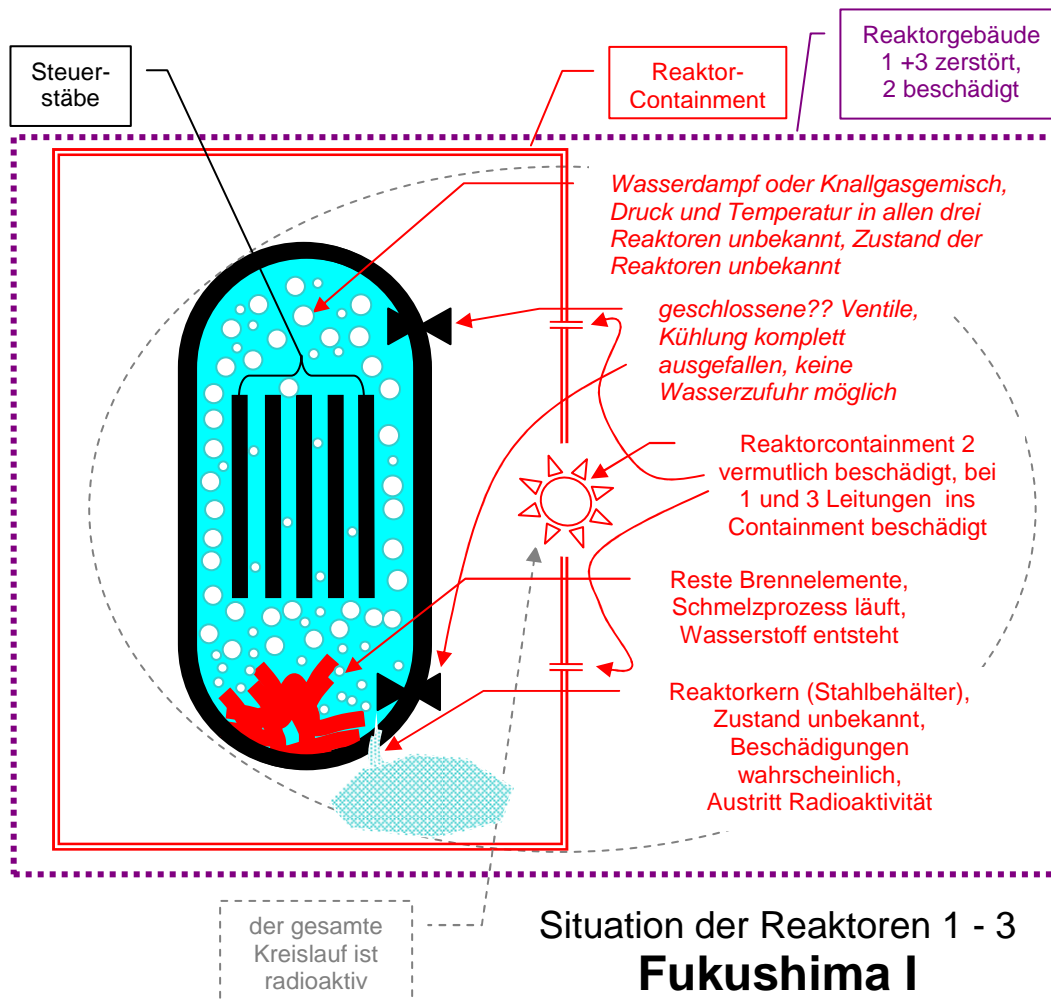 Steuer-
stäbe
Reaktor-
Containment
Reaktorgebäude
1 +3 zerstört,
2 beschädigt
Wasserdampf oder Knallgasgemisch,
Druck und Temperatur in allen drei
Reaktoren unbekannt, Zustand der
Reaktoren unbekannt
geschlossene?? Ventile,
Kühlung komplett
ausgefallen, keine
Wasserzufuhr möglich
Reaktorcontainment 2
vermutlich beschädigt, bei
1 und 3 Leitungen ins
Containment beschädigt
Reste Brennelemente,
Schmelzprozess läuft,
Wasserstoff entsteht
Reaktorkern (Stahlbehälter),
Zustand unbekannt,
Beschädigungen
wahrscheinlich,
Austritt Radioaktivität
der gesamte
Kreislauf ist
radioaktiv
Situation der Reaktoren 1 - 3
Fukushima I